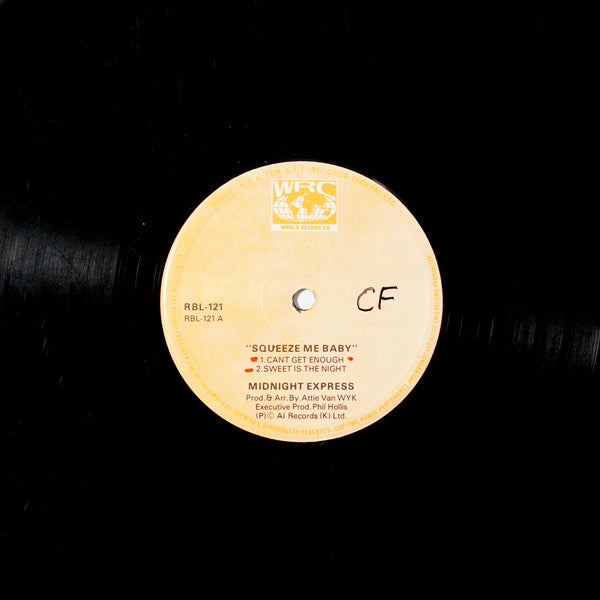 WRC
WORLD RECORD CO
CF
RBL-121
RBL-121 A
"SQUEEZE ME BABY"
1. CANT GET ENOUGH
2. SWEET IS THE NIGHT
MIDNIGHT EXPRESS
Prod. & Arr. By. Attie Van WYK
Executive Prod. Phil Hollis
(P)© AI Records (K) Ltd.